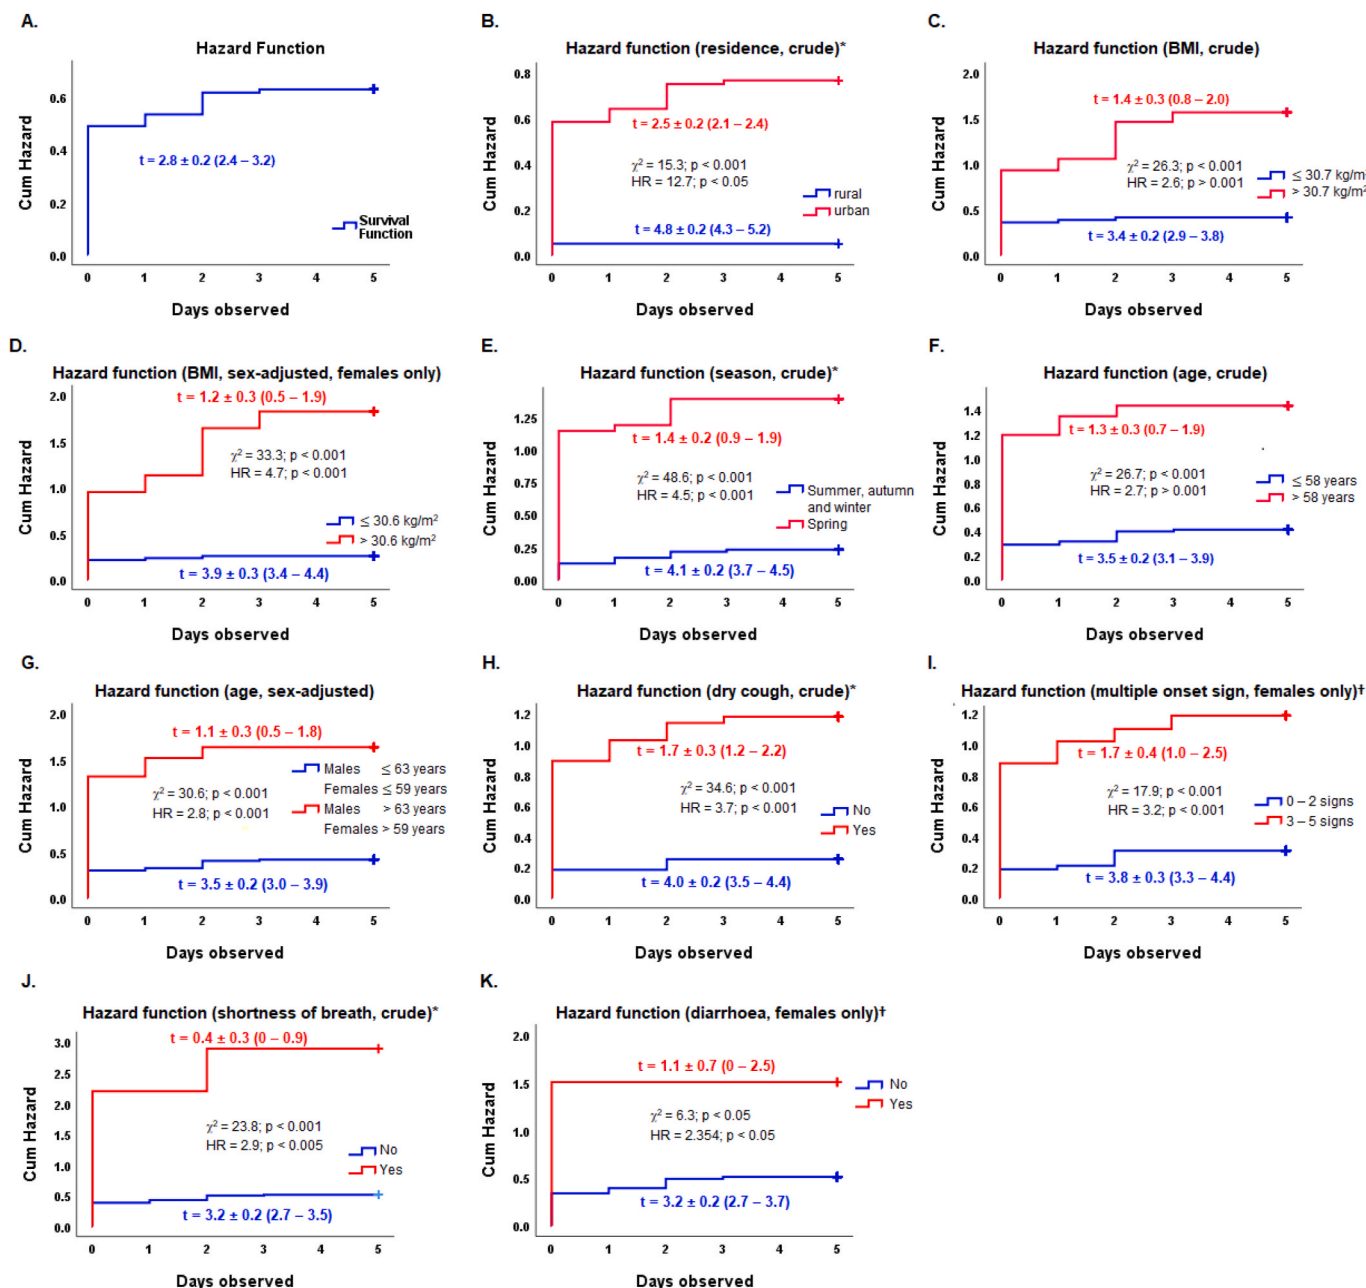 A.
Hazard Function
Cum Hazard
0.6
0.4
0.2
0.0
t = 2.8 ± 0.2 (2.4 – 3.2)
Survival
Function
0 1 2 3 4 5
Days observed
B.
Hazard function (residence, crude)*
Cum Hazard
0.8
0.6
0.4
0.2
0.0
t = 2.5 ± 0.2 (2.1 – 2.4)
χ² = 15.3; p < 0.001
HR = 12.7; p < 0.05
rural
urban
t = 4.8 ± 0.2 (4.3 – 5.2)
0 1 2 3 4 5
Days observed
C.
Hazard function (BMI, crude)
Cum Hazard
2.0
1.5
1.0
0.5
0.0
t = 1.4 ± 0.3 (0.8 – 2.0)
χ² = 26.3; p < 0.001
HR = 2.6; p > 0.001
≤ 30.7 kg/m²
> 30.7 kg/m²
t = 3.4 ± 0.2 (2.9 – 3.8)
0 1 2 3 4 5
Days observed
D.
Hazard function (BMI, sex-adjusted, females only)
Cum Hazard
2.0
1.5
1.0
0.5
0.0
t = 1.2 ± 0.3 (0.5 – 1.9)
χ² = 33.3; p < 0.001
HR = 4.7; p < 0.001
≤ 30.6 kg/m²
> 30.6 kg/m²
t = 3.9 ± 0.3 (3.4 – 4.4)
0 1 2 3 4 5
Days observed
E.
Hazard function (season, crude)*
Cum Hazard
1.25
1.00
0.75
0.50
0.25
0.00
t = 1.4 ± 0.2 (0.9 – 1.9)
χ² = 48.6; p < 0.001
HR = 4.5; p < 0.001
Summer, autumn
and winter
Spring
t = 4.1 ± 0.2 (3.7 – 4.5)
0 1 2 3 4 5
Days observed
F.
Hazard function (age, crude)
Cum Hazard
1.4
1.2
1.0
0.8
0.6
0.4
0.2
0.0
t = 1.3 ± 0.3 (0.7 – 1.9)
χ² = 26.7; p < 0.001
HR = 2.7; p > 0.001
≤ 58 years
> 58 years
t = 3.5 ± 0.2 (3.1 – 3.9)
0 1 2 3 4 5
Days observed
G.
Hazard function (age, sex-adjusted)
Cum Hazard
2.0
1.5
1.0
0.5
0.0
t = 1.1 ± 0.3 (0.5 – 1.8)
χ² = 30.6; p < 0.001
HR = 2.8; p < 0.001
Males ≤ 63 years
Females ≤ 59 years
Males > 63 years
Females > 59 years
t = 3.5 ± 0.2 (3.0 – 3.9)
0 1 2 3 4 5
Days observed
H.
Hazard function (dry cough, crude)*
Cum Hazard
1.2
1.0
0.8
0.6
0.4
0.2
0.0
t = 1.7 ± 0.3 (1.2 – 2.2)
χ² = 34.6; p < 0.001
HR = 3.7; p < 0.001
No
Yes
t = 4.0 ± 0.2 (3.5 – 4.4)
0 1 2 3 4 5
Days observed
I.
Hazard function (multiple onset sign, females only)†
Cum Hazard
1.2
1.0
0.8
0.6
0.4
0.2
0.0
t = 1.7 ± 0.4 (1.0 – 2.5)
χ² = 17.9; p < 0.001
HR = 3.2; p < 0.001
0 – 2 signs
3 – 5 signs
t = 3.8 ± 0.3 (3.3 – 4.4)
0 1 2 3 4 5
Days observed
J.
Hazard function (shortness of breath, crude)*
Cum Hazard
3.0
2.5
2.0
1.5
1.0
0.5
0.0
t = 0.4 ± 0.3 (0 – 0.9)
χ² = 23.8; p < 0.001
HR = 2.9; p < 0.005
No
Yes
t = 3.2 ± 0.2 (2.7 – 3.5)
0 1 2 3 4 5
Days observed
K.
Hazard function (diarrhoea, females only)†
Cum Hazard
2.0
1.5
1.0
0.5
0.0
t = 1.1 ± 0.7 (0 – 2.5)
χ² = 6.3; p < 0.05
HR = 2.354; p < 0.05
No
Yes
t = 3.2 ± 0.2 (2.7 – 3.7)
0 1 2 3 4 5
Days observed